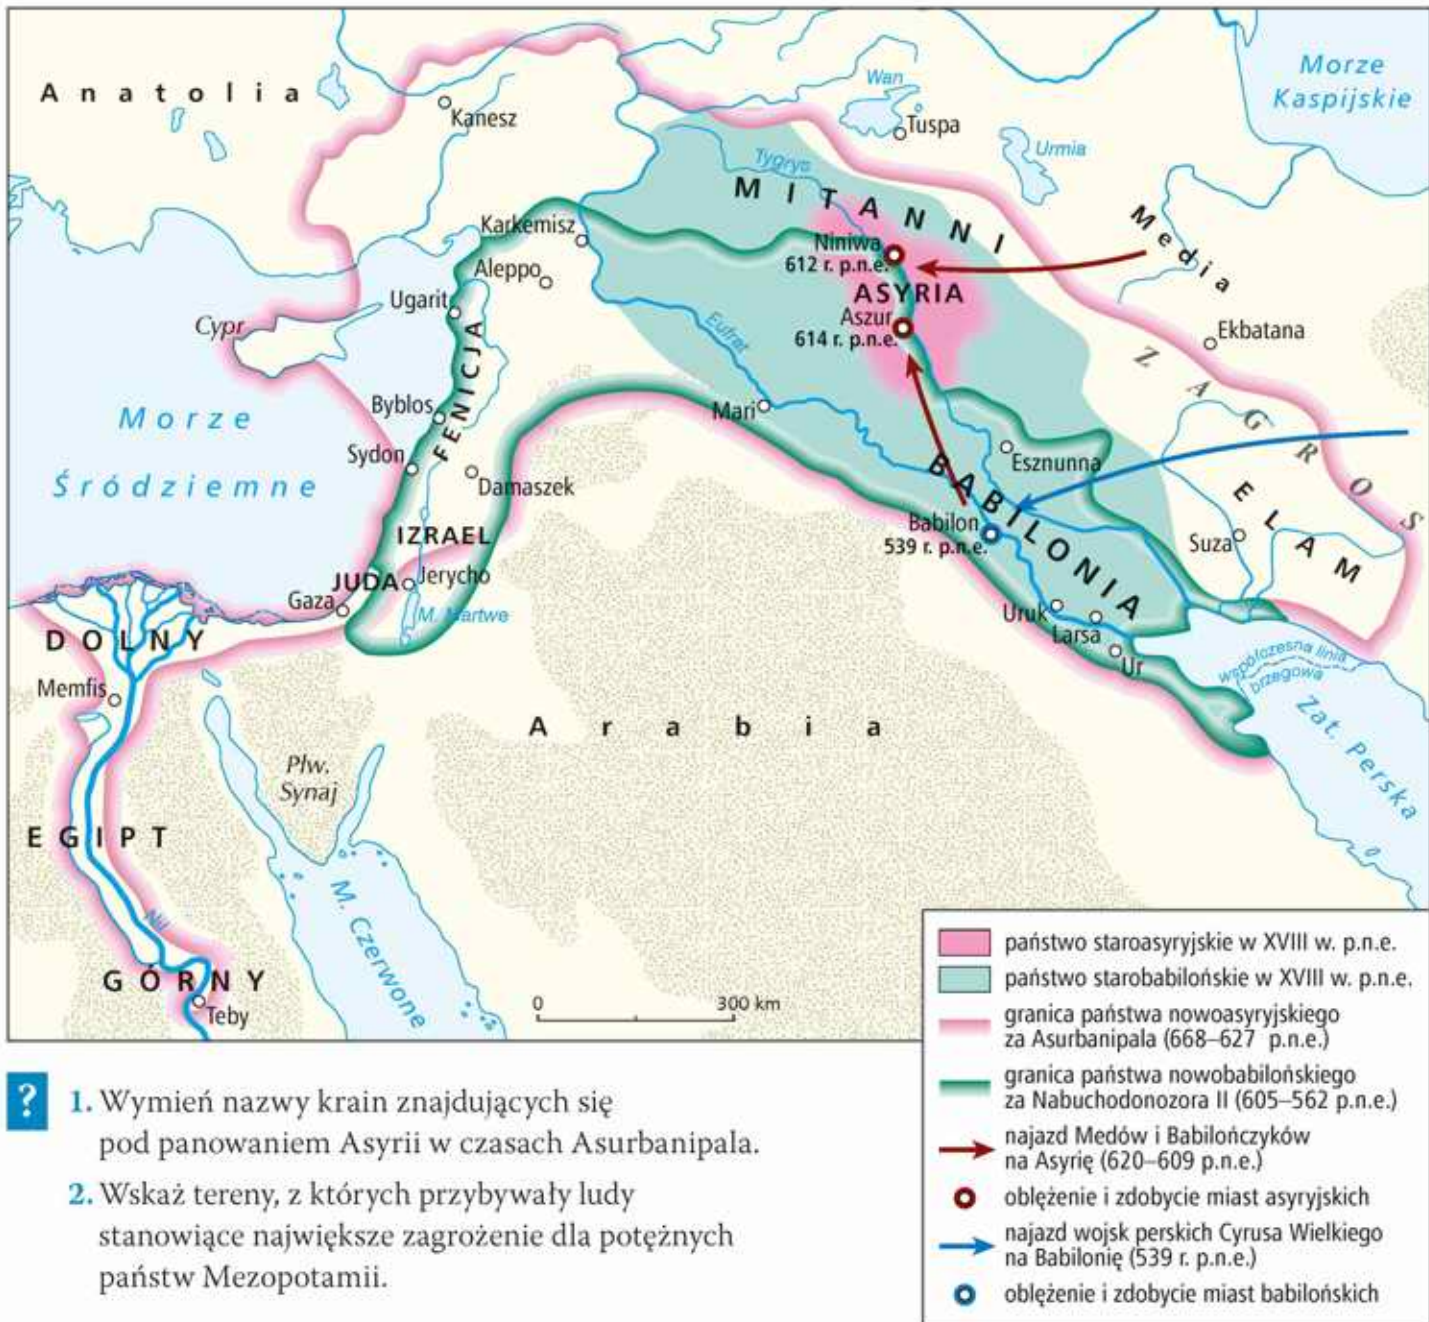 Anatolia
Kanesz
Wan
Tuspa
Urmia
Morze
Kaspijskie
Tygrys
MITANNI
Media
Karkemisz
Niniwa
612 r. p.n.e.
Aleppo
ASYRIA
Ugarit
Aszur
614 r. p.n.e.
Cypr
Eufrat
Ekbatana
ZAGROS
FENICJA
Byblos
Mari
Morze
Śródziemne
Sydon
Damaszek
Esznunna
BABILONIA
ELAM
IZRAEL
Babilon
539 r. p.n.e.
Suza
JUDA
Jerycho
Gaza
M. Martwe
Uruk
Larsa
Ur
DOLNY
Memfis
współczesna linia
brzegowa
Zat. Perska
Arabia
Płw.
Synaj
EGIPT
Nil
M. Czerwone
GÓRNY
Teby
0 300 km
państwo staroasyryjskie w XVIII w. p.n.e.
państwo starobabilońskie w XVIII w. p.n.e.
granica państwa nowoasyryjskiego
za Asurbanipala (668–627 p.n.e.)
granica państwa nowobabilońskiego
za Nabuchodonozora II (605–562 p.n.e.)
najazd Medów i Babilończyków
na Asyrię (620–609 p.n.e.)
oblężenie i zdobycie miast asyryjskich
najazd wojsk perskich Cyrusa Wielkiego
na Babilonię (539 r. p.n.e.)
oblężenie i zdobycie miast babilońskich
?
1. Wymień nazwy krain znajdujących się
pod panowaniem Asyrii w czasach Asurbanipala.
2. Wskaż tereny, z których przybywały ludy
stanowiące największe zagrożenie dla potężnych
państw Mezopotamii.